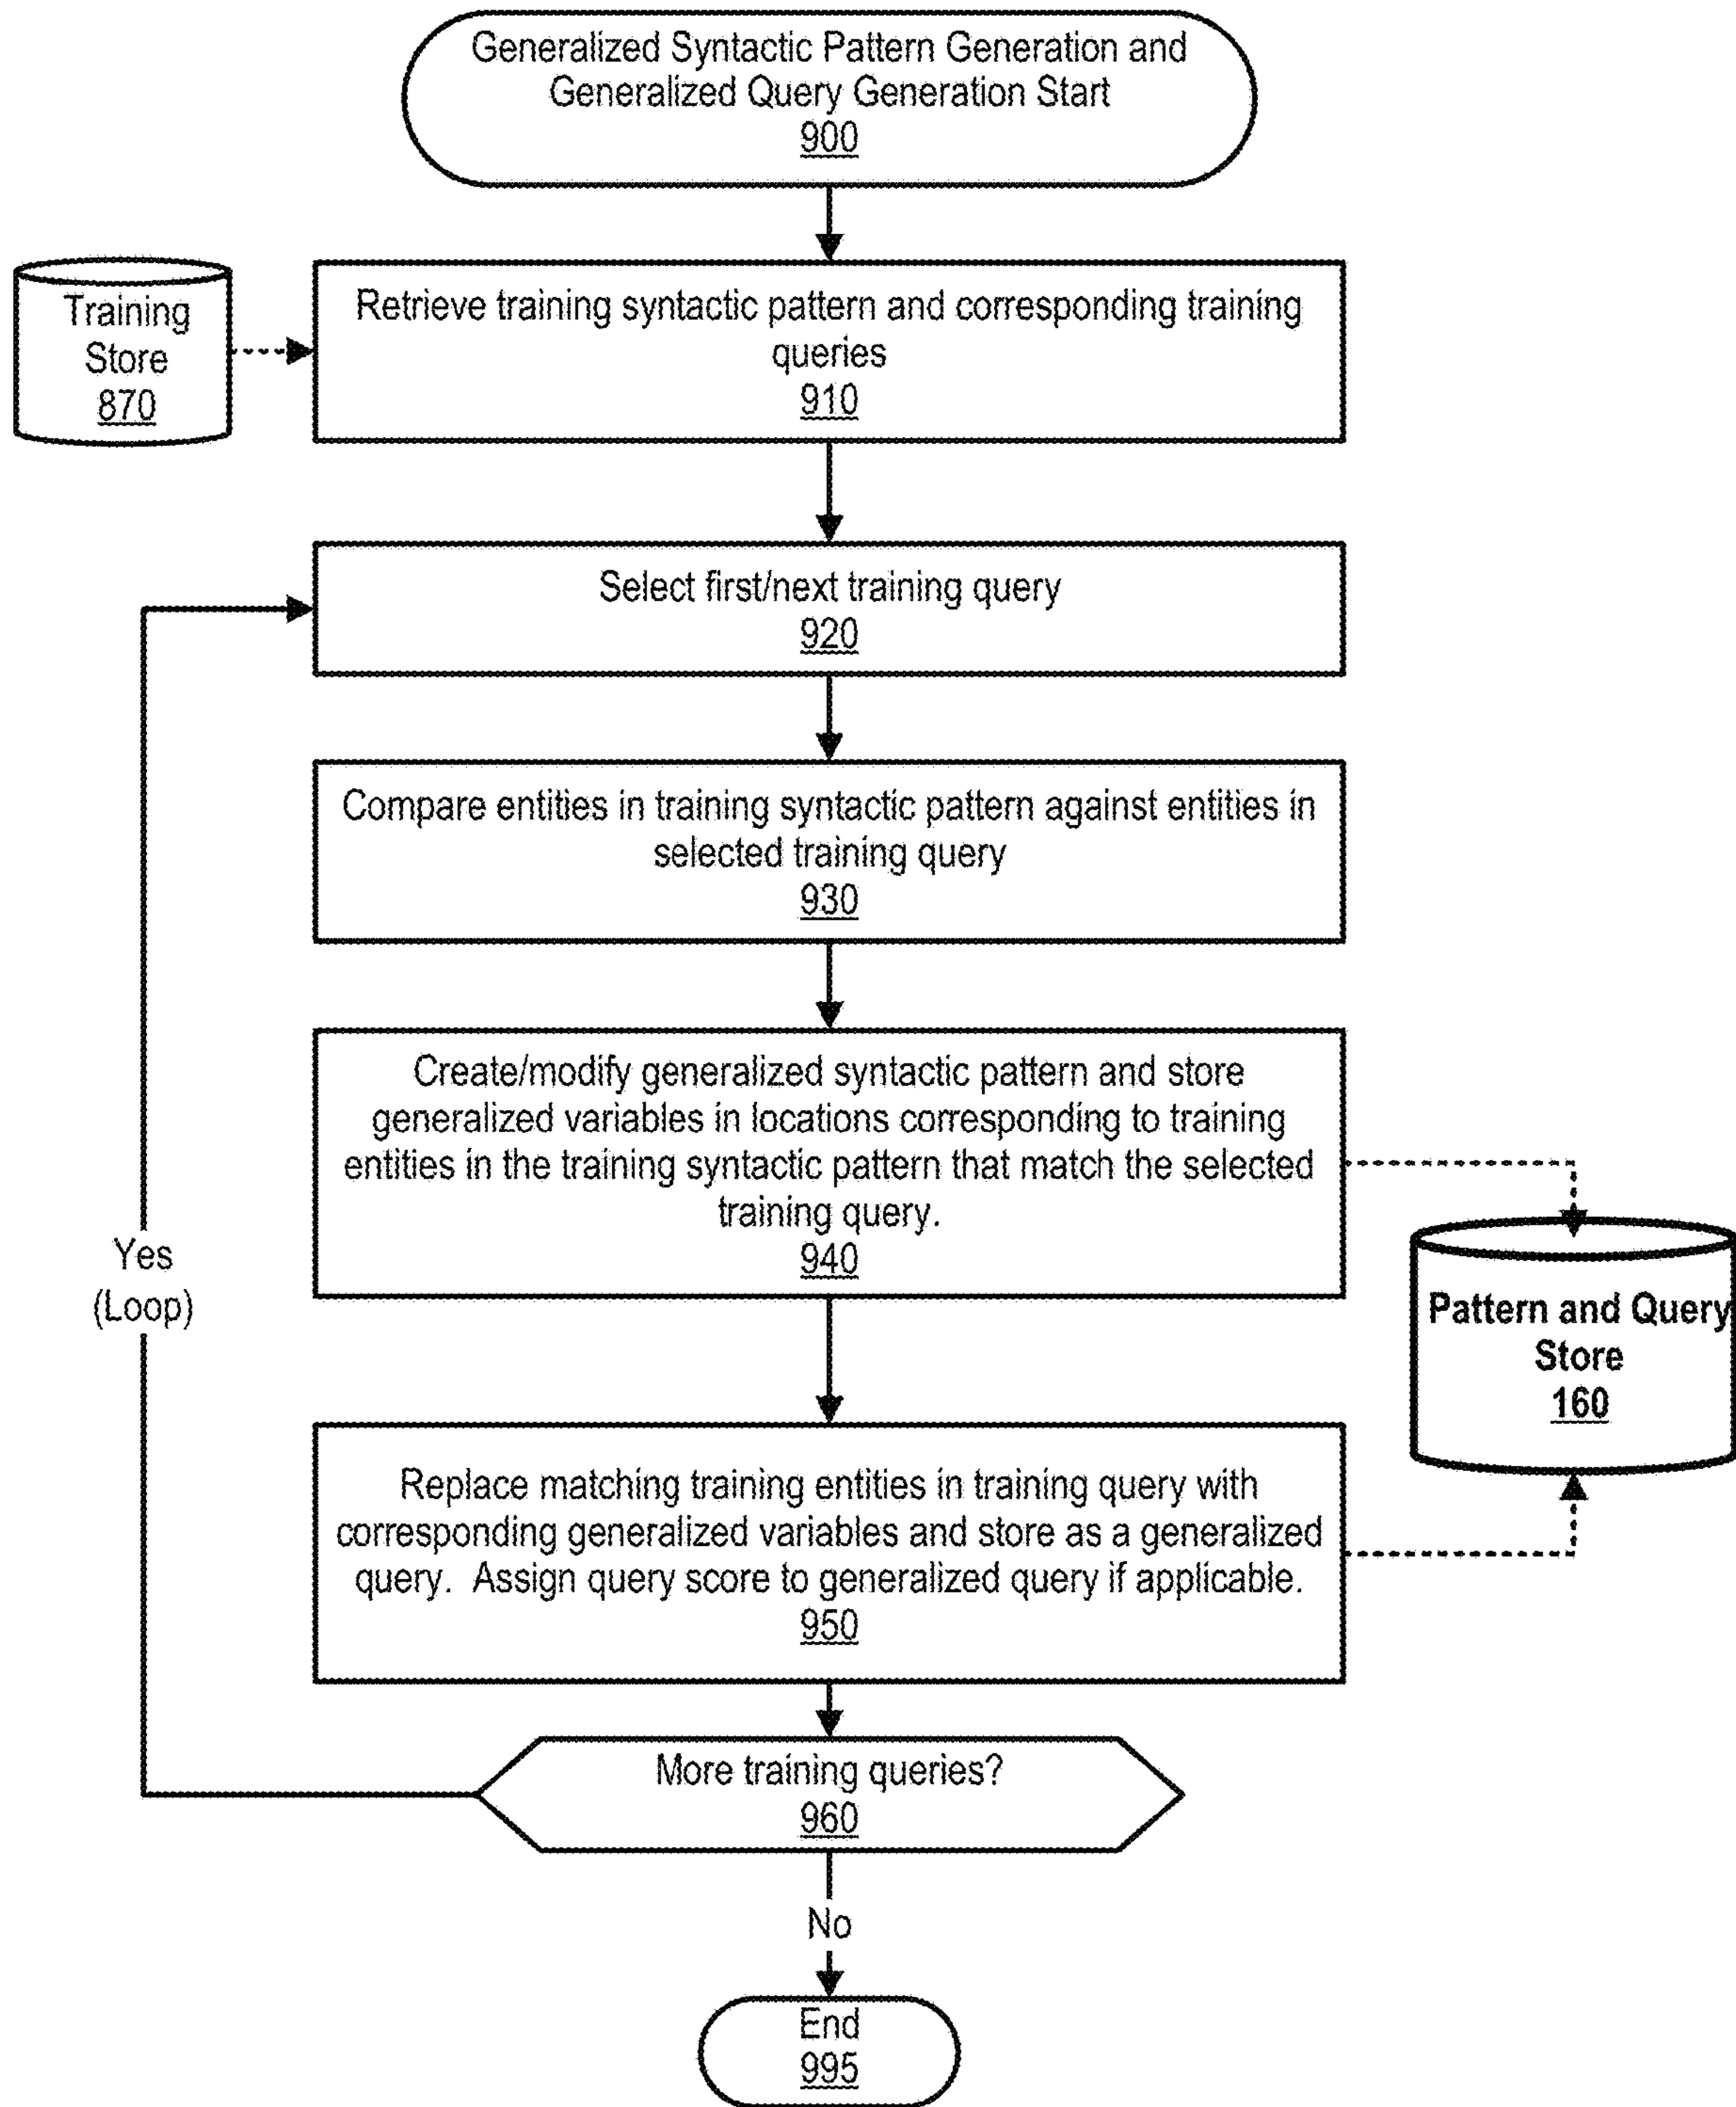 Generalized Syntactic Pattern Generation and
Generalized Query Generation Start
900
Training
Store
870
Retrieve training syntactic pattern and corresponding training
queries
910
Select first/next training query
920
Compare entities in training syntactic pattern against entities in
selected training query
930
Create/modify generalized syntactic pattern and store
generalized variables in locations corresponding to training
entities in the training syntactic pattern that match the selected
training query.
940
Yes
(Loop)
Pattern and Query
Store
160
Replace matching training entities in training query with
corresponding generalized variables and store as a generalized
query. Assign query score to generalized query if applicable.
950
More training queries?
960
No
End
995